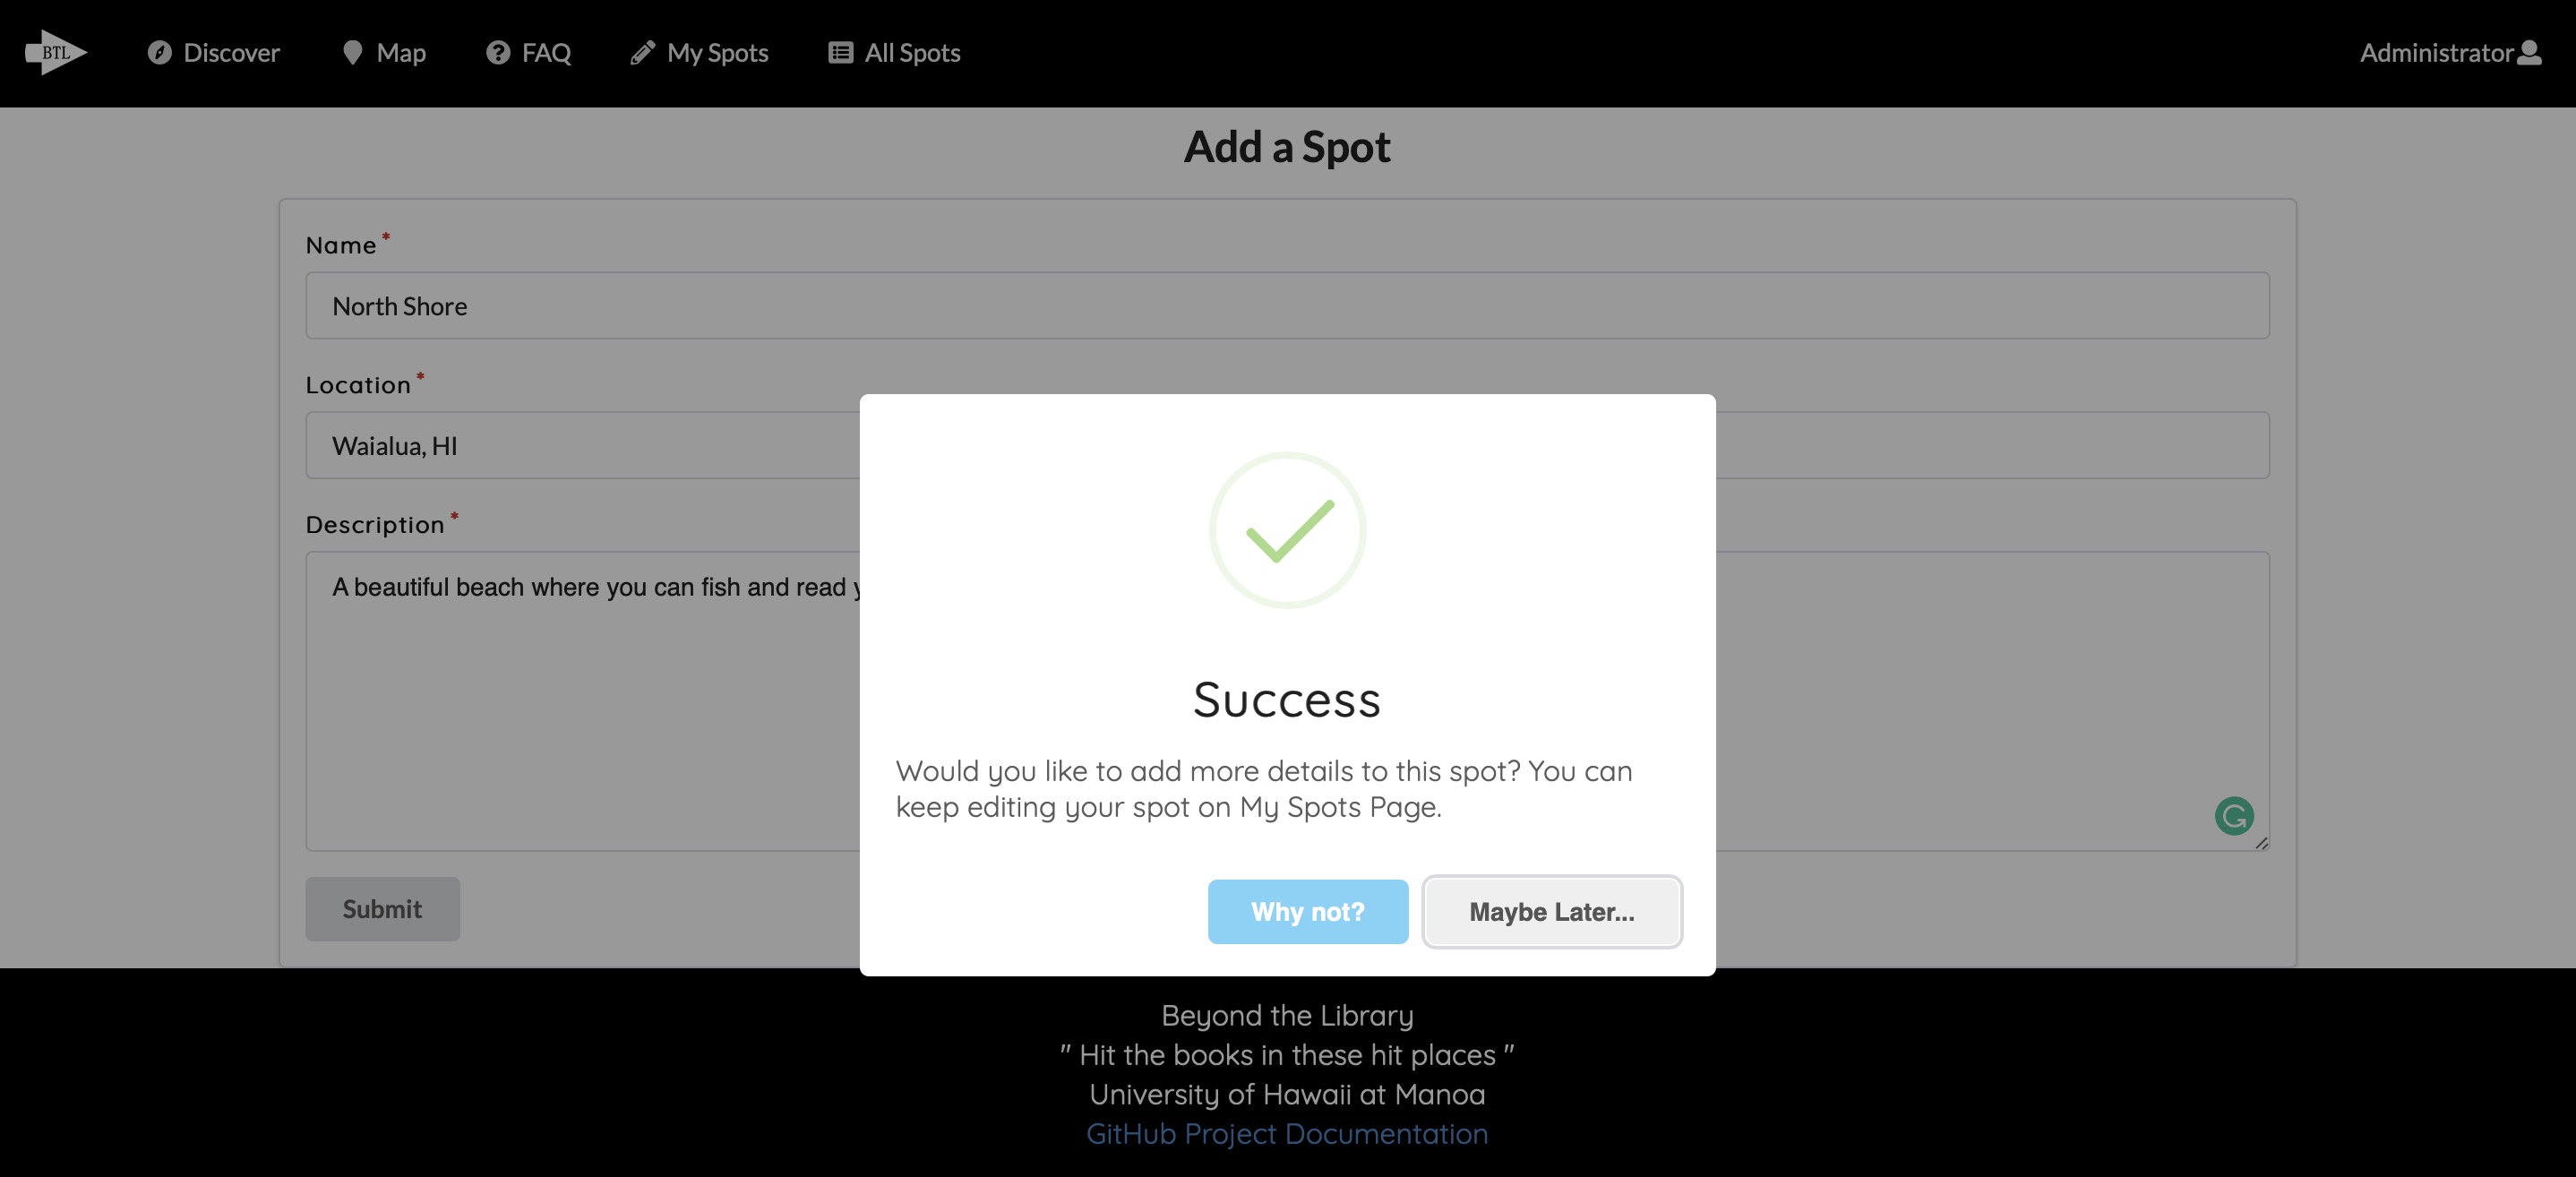 BTL
Discover
Map
FAQ
My Spots
All Spots
Administrator
Add a Spot
Name *
North Shore
Location *
Waialua, HI
Description *
A beautiful beach where you can fish and read
Success
Would you like to add more details to this spot? You can
keep editing your spot on My Spots Page.
Why not?
Maybe Later...
Submit
Beyond the Library
" Hit the books in these hit places "
University of Hawaii at Manoa
GitHub Project Documentation